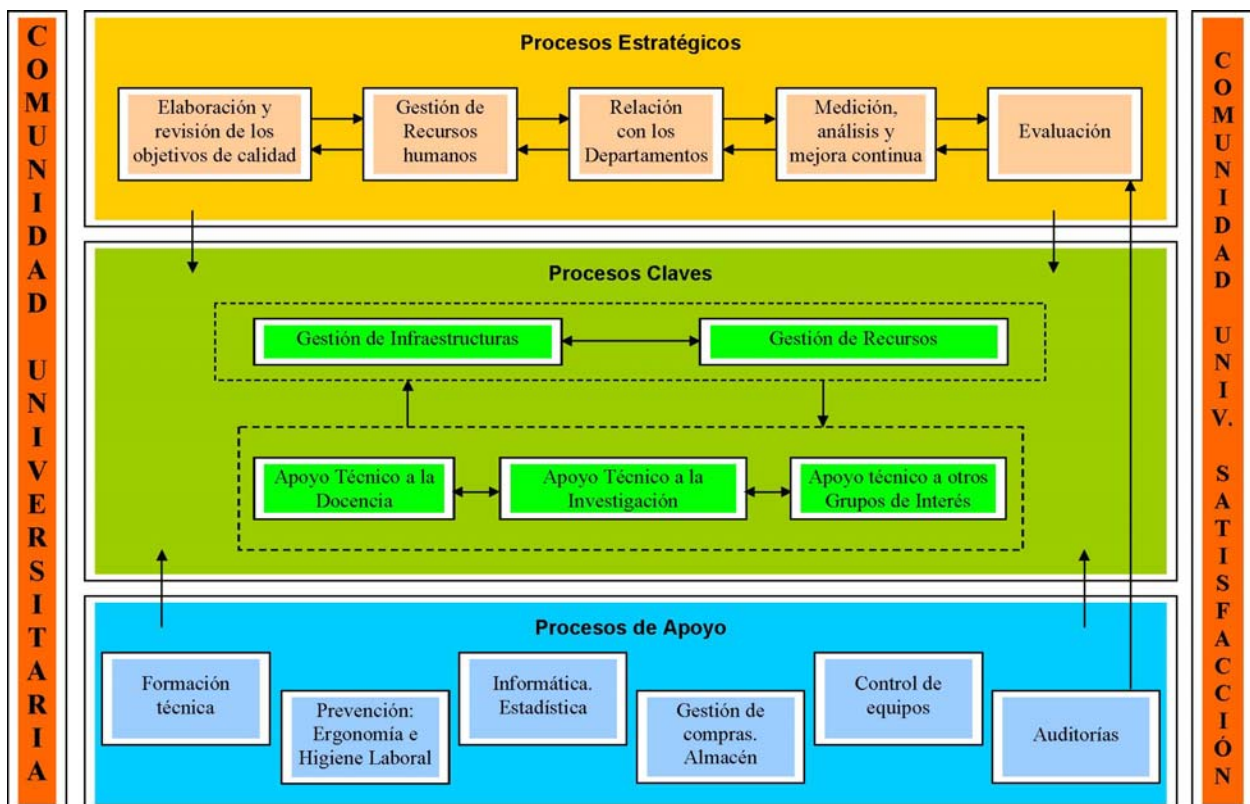 COMUNIDAD UNIVERSITARIA
Procesos Estratégicos
Elaboración y
revisión de los
objetivos de calidad
Gestión de
Recursos
humanos
Relación
con los
Departamentos
Medición,
análisis y
mejora continua
Evaluación
Procesos Claves
Gestión de Infraestructuras
Gestión de Recursos
Apoyo Técnico a la
Docencia
Apoyo Técnico a la
Investigación
Apoyo técnico a otros
Grupos de Interés
Procesos de Apoyo
Formación
técnica
Prevención:
Ergonomía e
Higiene Laboral
Informática.
Estadística
Gestión de
compras.
Almacén
Control de
equipos
Auditorías
COMUNIDAD UNIV. SATISFACCIÓN